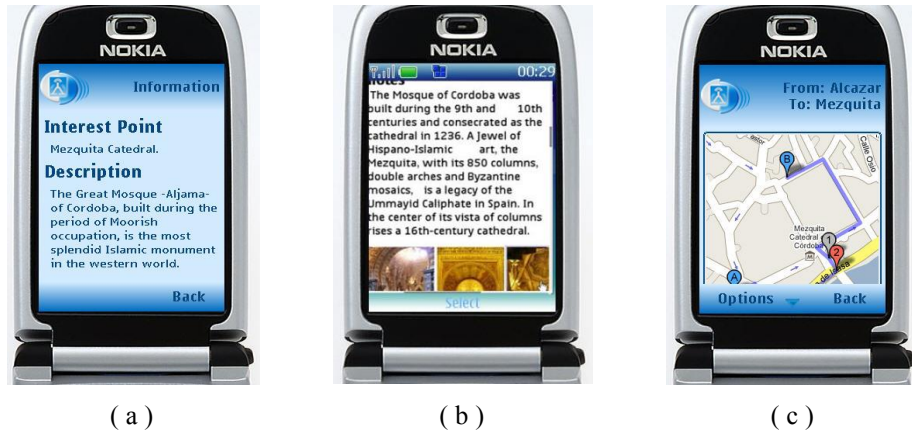 NOKIA
Information
Interest Point
Mezquita Catedral.
Description
The Great Mosque -Aljama-
of Cordoba, built during the
period of Moorish
occupation, is the most
splendid Islamic monument
in the western world.
Back
( a )
NOKIA
00:29
notes
The Mosque of Cordoba was
built during the 9th and 10th
centuries and consecrated as the
cathedral in 1236. A Jewel of
Hispano-Islamic art, the
Mezquita, with its 850 columns,
double arches and Byzantine
mosaics, is a legacy of the
Ummayid Caliphate in Spain. In
the center of its vista of columns
rises a 16th-century cathedral.
Select
( b )
NOKIA
From: Alcazar
To: Mezquita
Calle Osio
B
Mezquita
Catedral
Córdoba
1
2
A
Options
Back
( c )